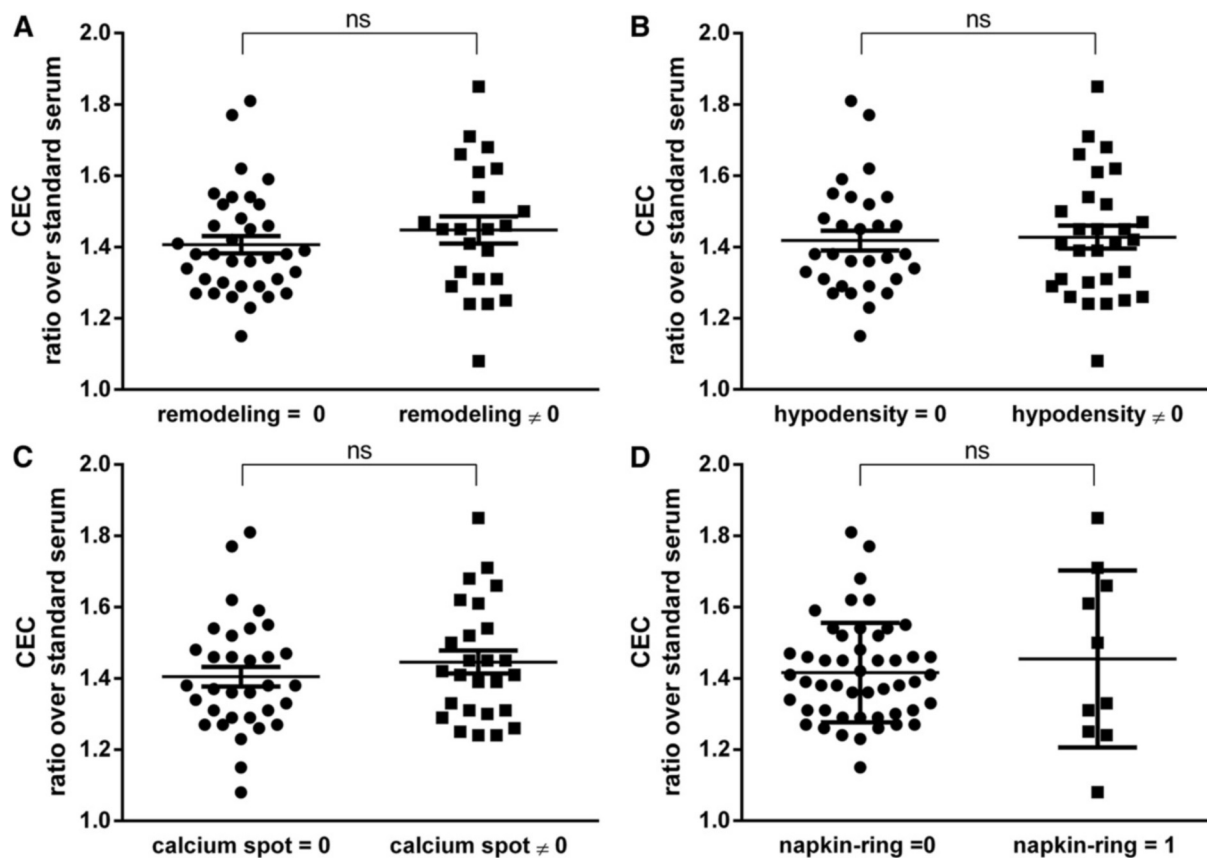 A
ns
2.0
1.8
1.6
1.4
1.2
1.0
CEC
ratio over standard serum
remodeling = 0
remodeling ≠ 0
B
ns
2.0
1.8
1.6
1.4
1.2
1.0
CEC
ratio over standard serum
hypodensity = 0
hypodensity ≠ 0
C
ns
2.0
1.8
1.6
1.4
1.2
1.0
CEC
ratio over standard serum
calcium spot = 0
calcium spot ≠ 0
D
ns
2.0
1.8
1.6
1.4
1.2
1.0
CEC
ratio over standard serum
napkin-ring =0
napkin-ring = 1